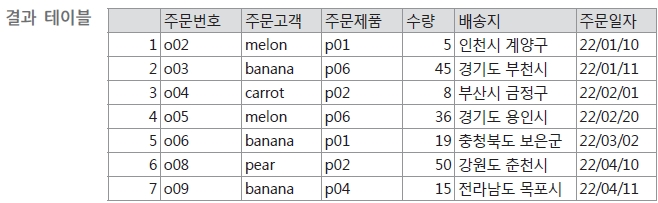 결과 테이블
주문번호 주문고객 주문제품 수량 배송지 주문일자
1 o02 melon p01 5 인천시 계양구 22/01/10
2 o03 banana p06 45 경기도 부천시 22/01/11
3 o04 carrot p02 8 부산시 금정구 22/02/01
4 o05 melon p06 36 경기도 용인시 22/02/20
5 o06 banana p01 19 충청북도 보은군 22/03/02
6 o08 pear p02 50 강원도 춘천시 22/04/10
7 o09 banana p04 15 전라남도 목포시 22/04/11